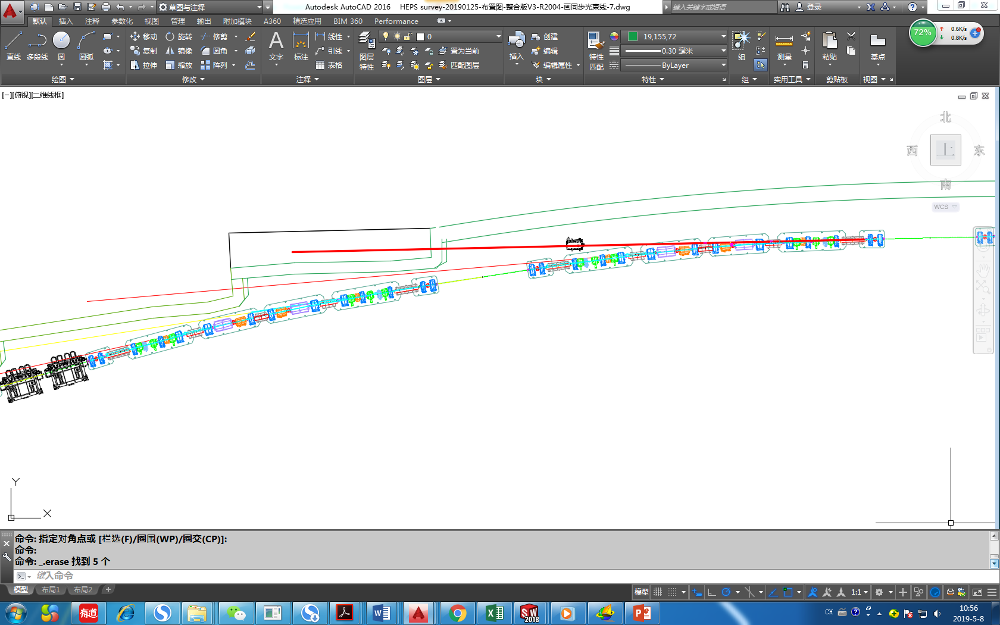 草图与注释
Autodesk AutoCAD 2016 HEPS survey-20190125-布置图-整合版V3-R2004-画同步光束线-7.dwg
键入关键字或短语
登录
默认 插入 注释 参数化 视图 管理 输出 附加模块 A360 精选应用 BIM 360 Performance
72% 0.6K/s
0.8K/s
直线 多段线 圆 圆弧
移动 旋转 修剪
复制 镜像 圆角
拉伸 缩放 阵列
文字 标注
线性
引线
表格
图层
特性
0
置为当前
匹配图层
插入
创建
编辑
编辑属性
特性
匹配
19,155,72
0.30 毫米
ByLayer
组 测量 粘贴 基点
绘图 修改 注释 图层 块 特性 组 实用工具 剪贴板 视图
[−][俯视][二维线框]
北
西 上 东
南
WCS
Y
X
命令: 指定对角点或 [栏选(F)/圈围(WP)/圈交(CP)]:
命令:
命令: _.erase 找到 5 个
键入命令
模型 布局1 布局2 +
模型 1:1
有道 SW 2018
CH 10:56
2019-5-8